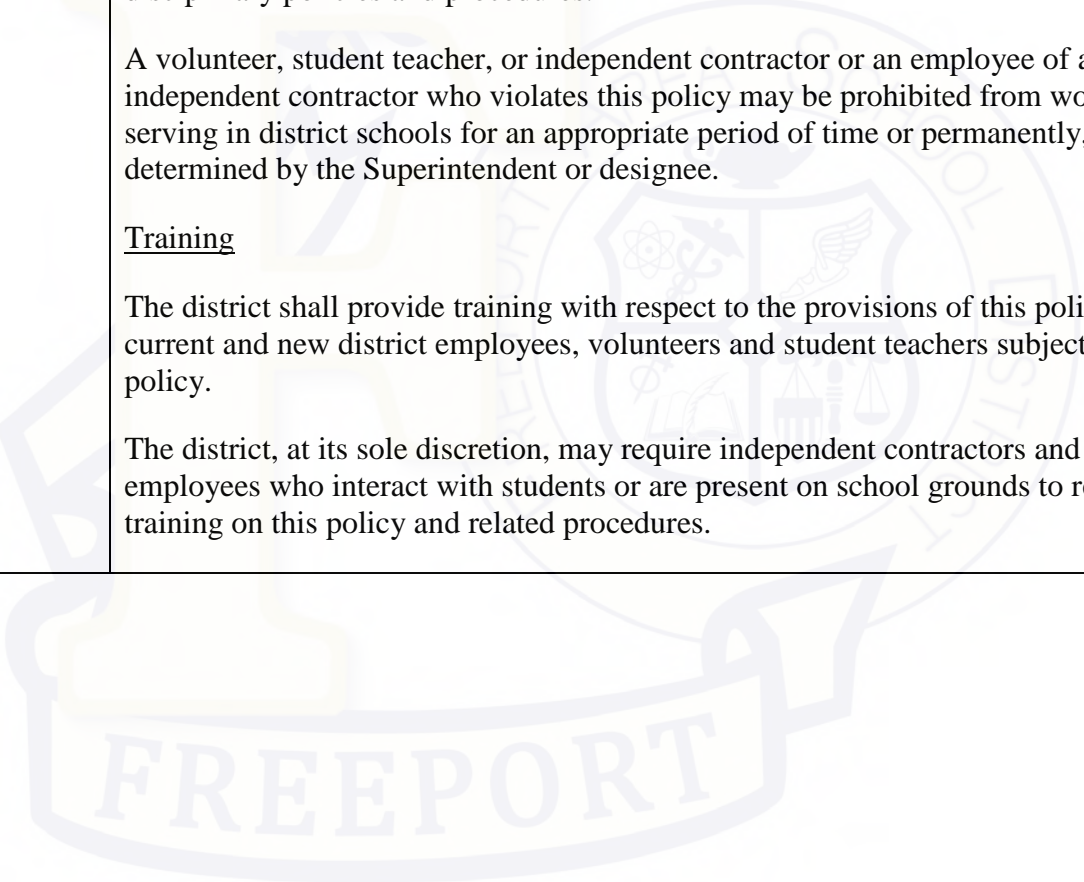 disciplinary policies and procedures.
A volunteer, student teacher, or independent contractor or an employee of
independent contractor who violates this policy may be prohibited from
serving in district schools for an appropriate period of time or permanently,
determined by the Superintendent or designee.
Training
The district shall provide training with respect to the provisions of this
current and new district employees, volunteers and student teachers subject
policy.
The district, at its sole discretion, may require independent contractors and
employees who interact with students or are present on school grounds to
training on this policy and related procedures.
FREEPORT AREA SCHOOL DISTRICT
FREEPORT